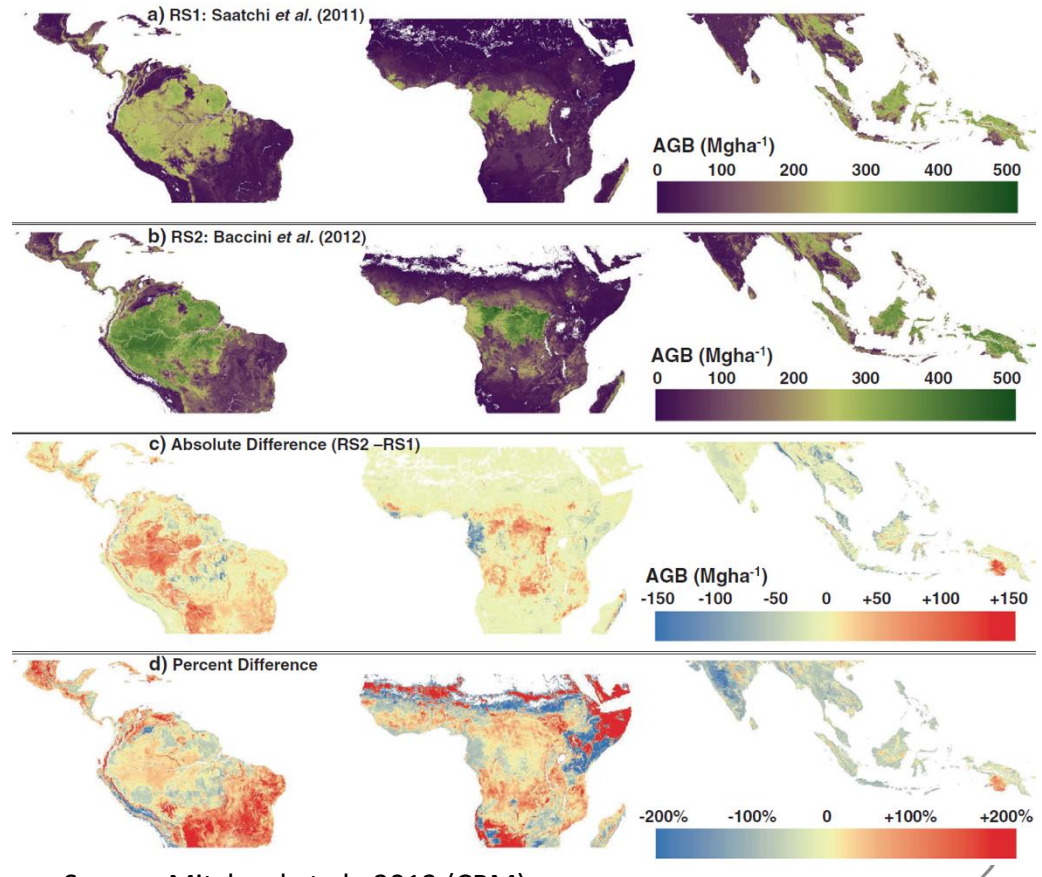 a) RS1: Saatchi et al. (2011)
AGB (Mgha-1)
0 100 200 300 400 500
b) RS2: Baccini et al. (2012)
AGB (Mgha-1)
0 100 200 300 400 500
c) Absolute Difference (RS2 –RS1)
AGB (Mgha-1)
-150 -100 -50 0 +50 +100 +150
d) Percent Difference
-200% -100% 0 +100% +200%